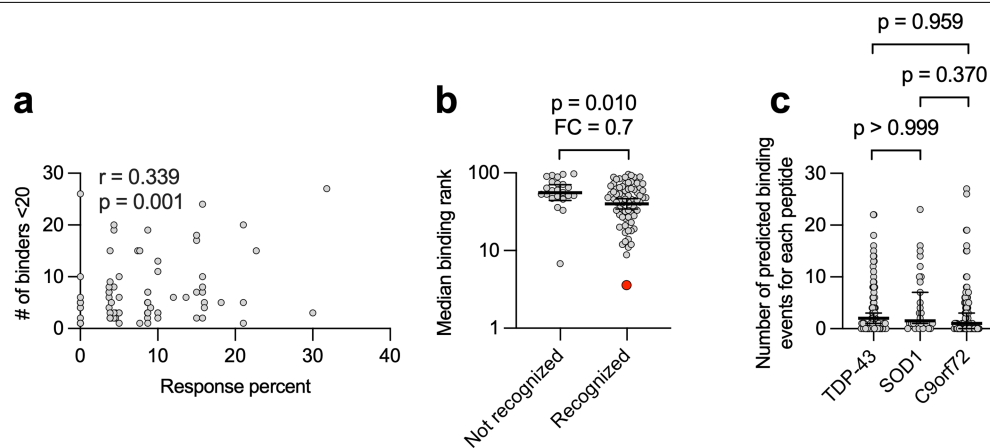 a
r = 0.339
p = 0.001
# of binders <20
30
20
10
0
0
10
20
30
40
Response percent
b
p = 0.010
FC = 0.7
Median binding rank
100
10
1
Not recognized
Recognized
c
p = 0.959
p = 0.370
p > 0.999
Number of predicted binding
events for each peptide
30
20
10
0
TDP-43
SOD1
C9orf72